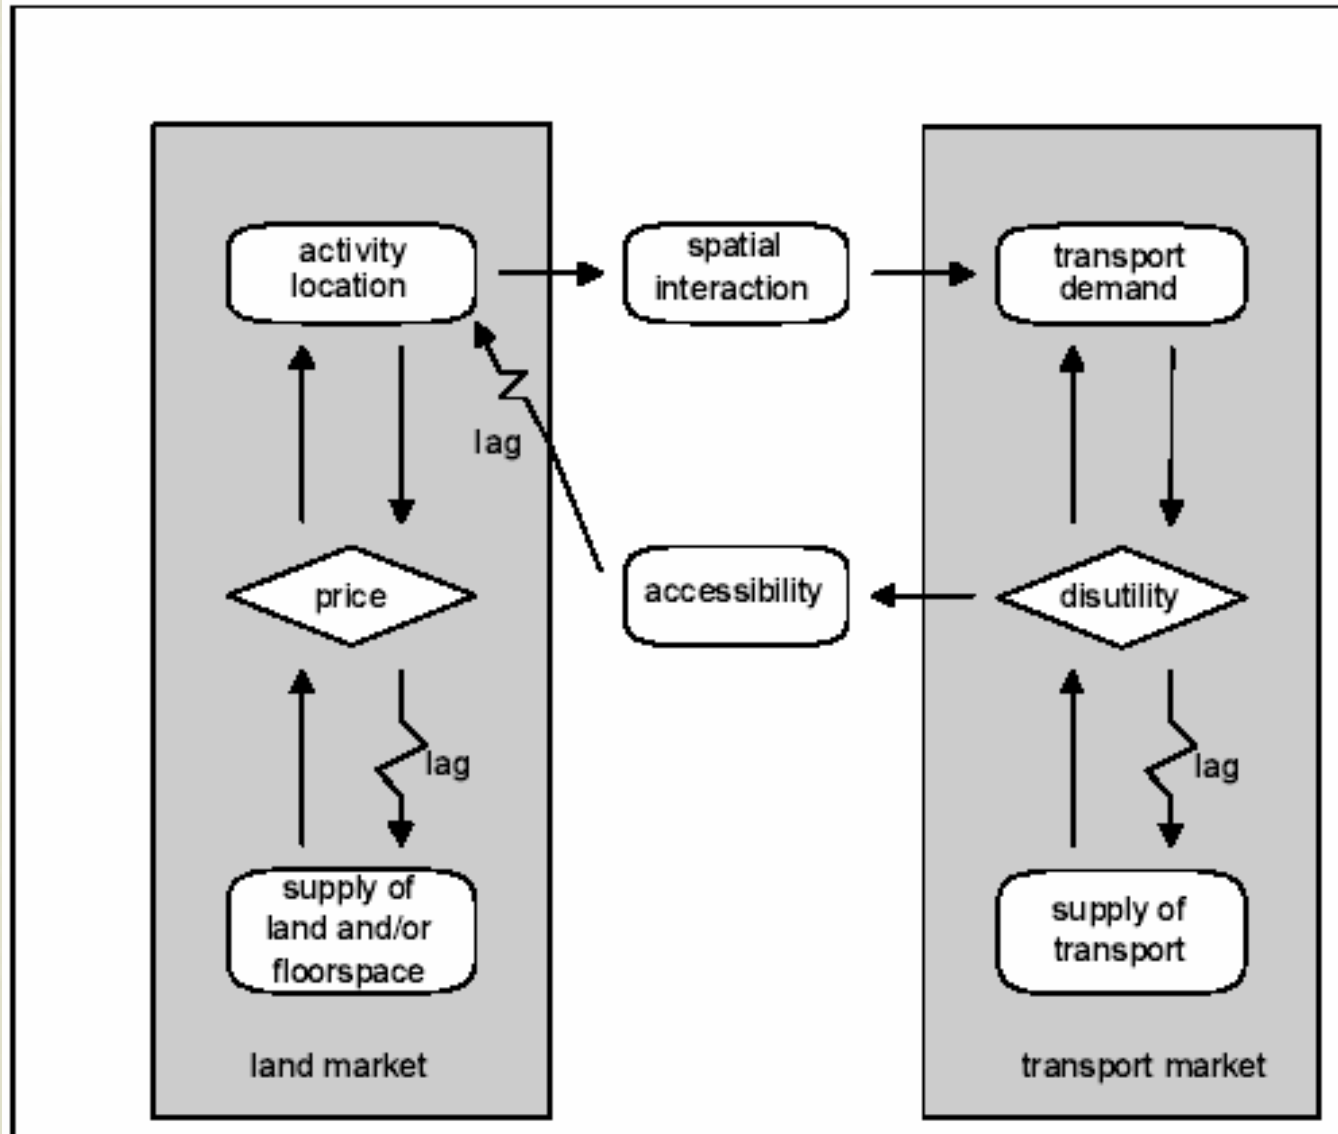 activity
location
spatial
interaction
transport
demand
lag
price
accessibility
disutility
lag
lag
supply of
land and/or
floorspace
supply of
transport
land market
transport market